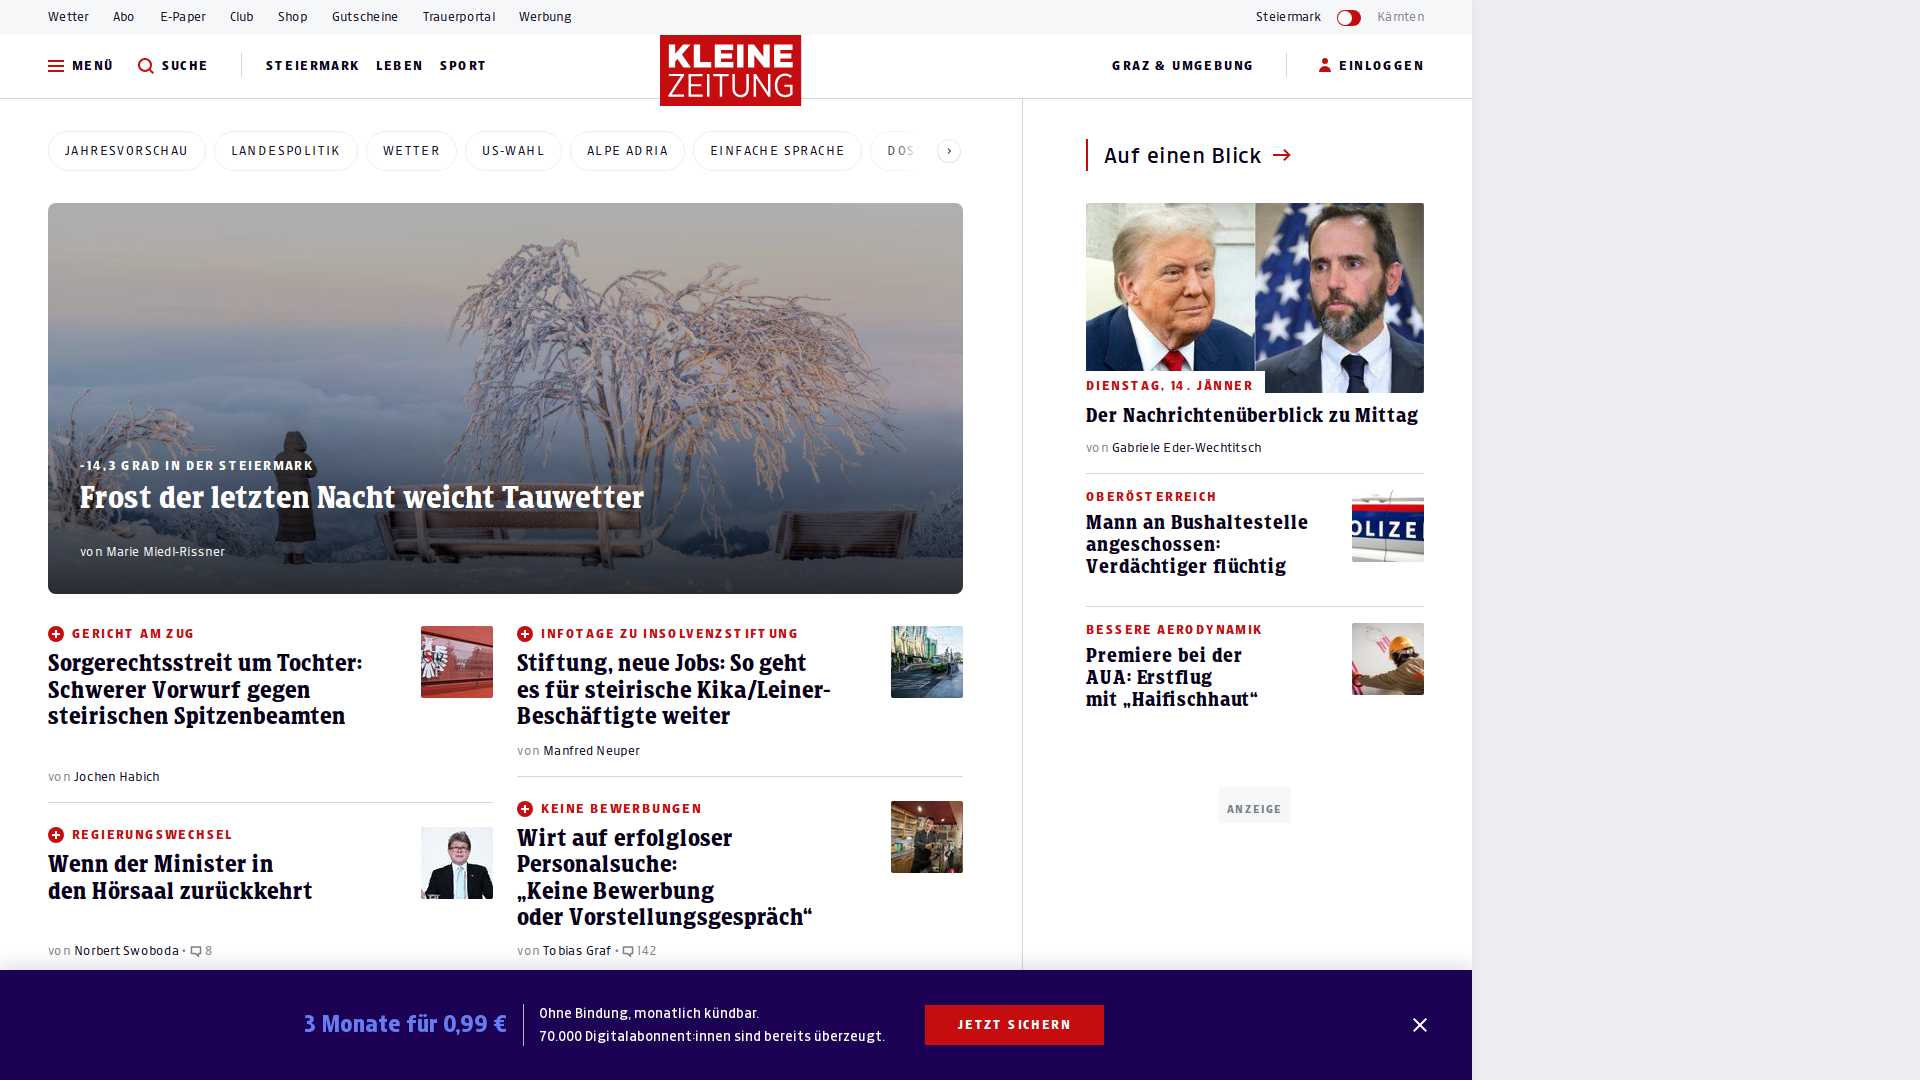 Wetter Abo E-Paper Club Shop Gutscheine Trauerportal Werbung Steiermark Kärnten
MENÜ SUCHE STEIERMARK LEBEN SPORT KLEINE ZEITUNG GRAZ & UMGEBUNG EINLOGGEN
JAHRESVORSCHAU LANDESPOLITIK WETTER US-WAHL ALPE ADRIA EINFACHE SPRACHE DOS
-14,3 GRAD IN DER STEIERMARK
Frost der letzten Nacht weicht Tauwetter
von Marie Miedl-Rissner
GERICHT AM ZUG
Sorgerechtsstreit um Tochter:
Schwerer Vorwurf gegen
steirischen Spitzenbeamten
von Jochen Habich
REGIERUNGSWECHSEL
Wenn der Minister in
den Hörsaal zurückkehrt
von Norbert Swoboda • 8
INFOTAGE ZU INSOLVENZSTIFTUNG
Stiftung, neue Jobs: So geht
es für steirische Kika/Leiner-
Beschäftigte weiter
von Manfred Neuper
KEINE BEWERBUNGEN
Wirt auf erfolgloser
Personalsuche:
„Keine Bewerbung
oder Vorstellungsgespräch“
von Tobias Graf • 142
Auf einen Blick
DIENSTAG, 14. JÄNNER
Der Nachrichtenüberblick zu Mittag
von Gabriele Eder-Wechtitsch
OBERÖSTERREICH
Mann an Bushaltestelle
angeschossen:
Verdächtiger flüchtig
OLIZE
BESSERE AERODYNAMIK
Premiere bei der
AUA: Erstflug
mit „Haifischhaut“
ANZEIGE
3 Monate für 0,99 €
Ohne Bindung, monatlich kündbar.
70.000 Digitalabonnent:innen sind bereits überzeugt.
JETZT SICHERN